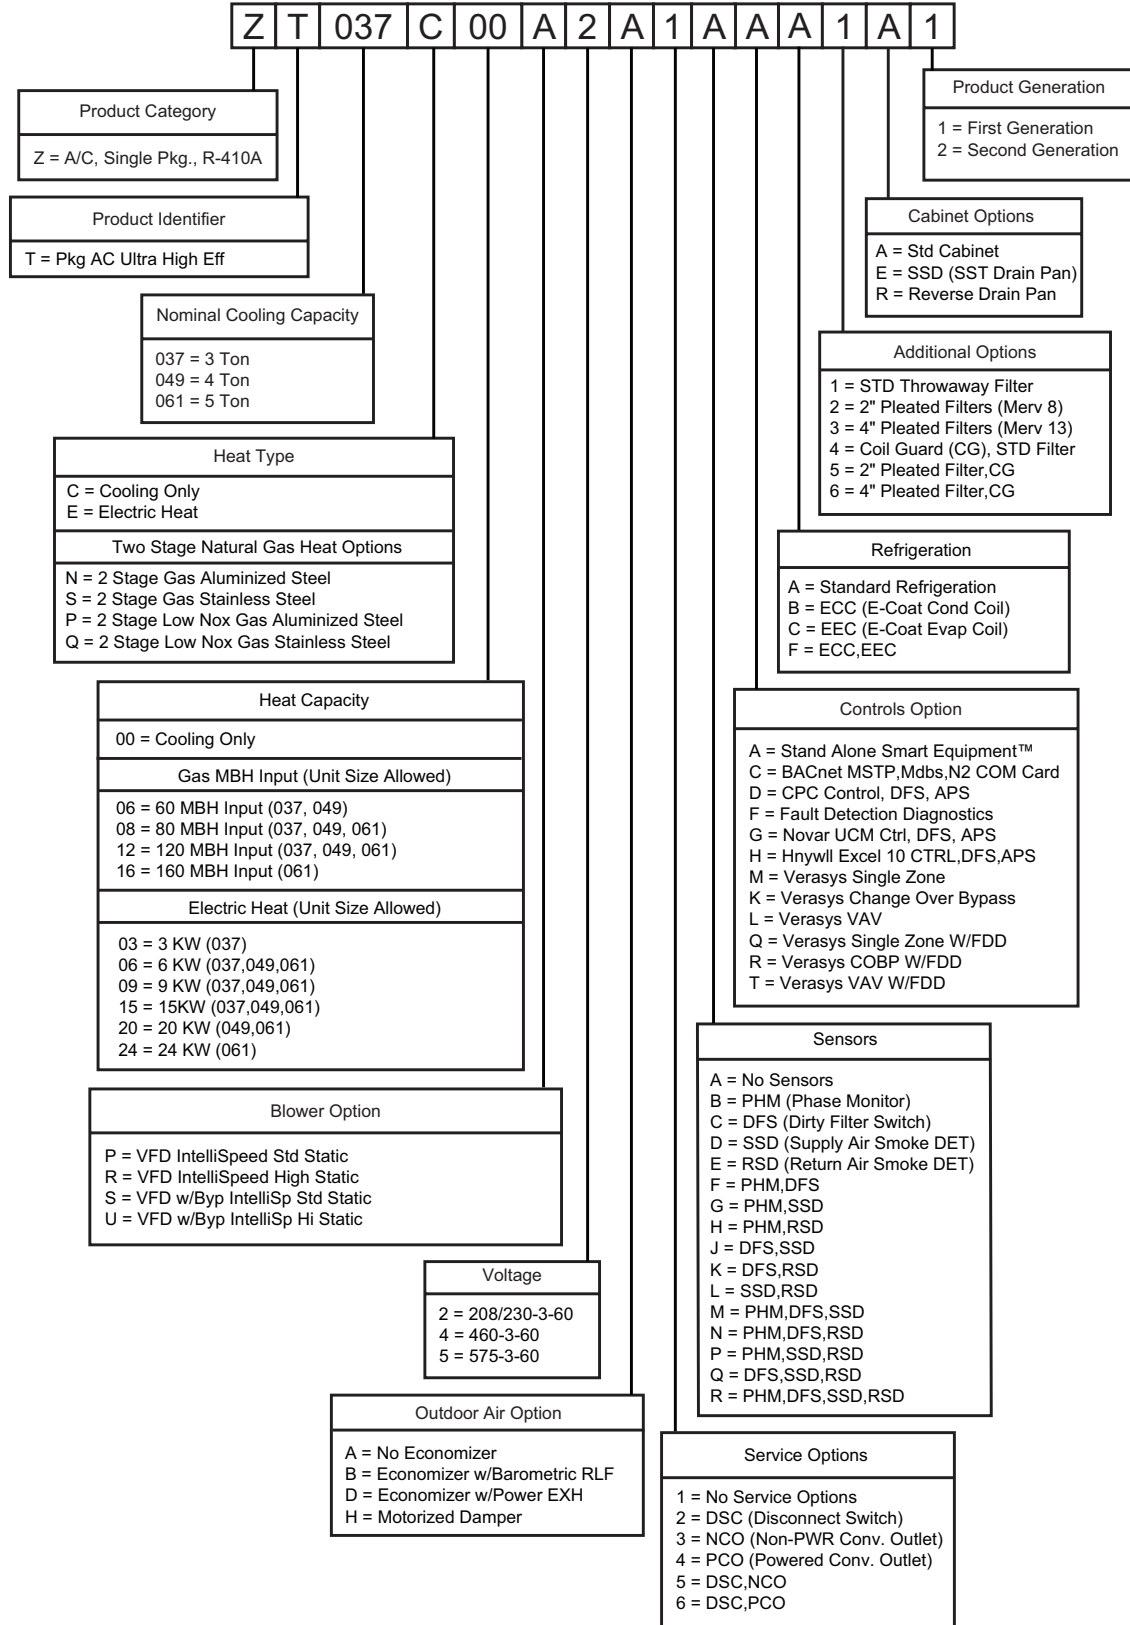 Z T 037 C 00 A 2 A 1 A A A 1 A 1
Product Category
Z = A/C, Single Pkg., R-410A
Product Identifier
T = Pkg AC Ultra High Eff
Nominal Cooling Capacity
037 = 3 Ton
049 = 4 Ton
061 = 5 Ton
Heat Type
C = Cooling Only
E = Electric Heat
Two Stage Natural Gas Heat Options
N = 2 Stage Gas Aluminized Steel
S = 2 Stage Gas Stainless Steel
P = 2 Stage Low Nox Gas Aluminized Steel
Q = 2 Stage Low Nox Gas Stainless Steel
Heat Capacity
00 = Cooling Only
Gas MBH Input (Unit Size Allowed)
06 = 60 MBH Input (037, 049)
08 = 80 MBH Input (037, 049, 061)
12 = 120 MBH Input (037, 049, 061)
16 = 160 MBH Input (061)
Electric Heat (Unit Size Allowed)
03 = 3 KW (037)
06 = 6 KW (037,049,061)
09 = 9 KW (037,049,061)
15 = 15KW (037,049,061)
20 = 20 KW (049,061)
24 = 24 KW (061)
Blower Option
P = VFD IntelliSpeed Std Static
R = VFD IntelliSpeed High Static
S = VFD w/Byp IntelliSp Std Static
U = VFD w/Byp IntelliSp Hi Static
Voltage
2 = 208/230-3-60
4 = 460-3-60
5 = 575-3-60
Outdoor Air Option
A = No Economizer
B = Economizer w/Barometric RLF
D = Economizer w/Power EXH
H = Motorized Damper
Product Generation
1 = First Generation
2 = Second Generation
Cabinet Options
A = Std Cabinet
E = SSD (SST Drain Pan)
R = Reverse Drain Pan
Additional Options
1 = STD Throwaway Filter
2 = 2" Pleated Filters (Merv 8)
3 = 4" Pleated Filters (Merv 13)
4 = Coil Guard (CG), STD Filter
5 = 2" Pleated Filter,CG
6 = 4" Pleated Filter,CG
Refrigeration
A = Standard Refrigeration
B = ECC (E-Coat Cond Coil)
C = EEC (E-Coat Evap Coil)
F = ECC,EEC
Controls Option
A = Stand Alone Smart Equipment™
C = BACnet MSTP,Mdbs,N2 COM Card
D = CPC Control, DFS, APS
F = Fault Detection Diagnostics
G = Novar UCM Ctrl, DFS, APS
H = Hnywll Excel 10 CTRL,DFS,APS
M = Verasys Single Zone
K = Verasys Change Over Bypass
L = Verasys VAV
Q = Verasys Single Zone W/FDD
R = Verasys COBP W/FDD
T = Verasys VAV W/FDD
Sensors
A = No Sensors
B = PHM (Phase Monitor)
C = DFS (Dirty Filter Switch)
D = SSD (Supply Air Smoke DET)
E = RSD (Return Air Smoke DET)
F = PHM,DFS
G = PHM,SSD
H = PHM,RSD
J = DFS,SSD
K = DFS,RSD
L = SSD,RSD
M = PHM,DFS,SSD
N = PHM,DFS,RSD
P = PHM,SSD,RSD
Q = DFS,SSD,RSD
R = PHM,DFS,SSD,RSD
Service Options
1 = No Service Options
2 = DSC (Disconnect Switch)
3 = NCO (Non-PWR Conv. Outlet)
4 = PCO (Powered Conv. Outlet)
5 = DSC,NCO
6 = DSC,PCO